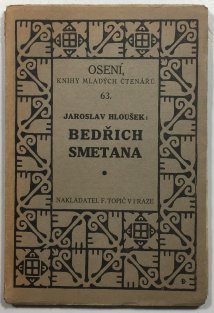 OSENÍ,
KNIHY MLADÝCH ČTENÁŘŮ
63.
JAROSLAV HLOUŠEK:
BEDŘICH
SMETANA
NAKLADATEL F. TOPIČ V PRAZE